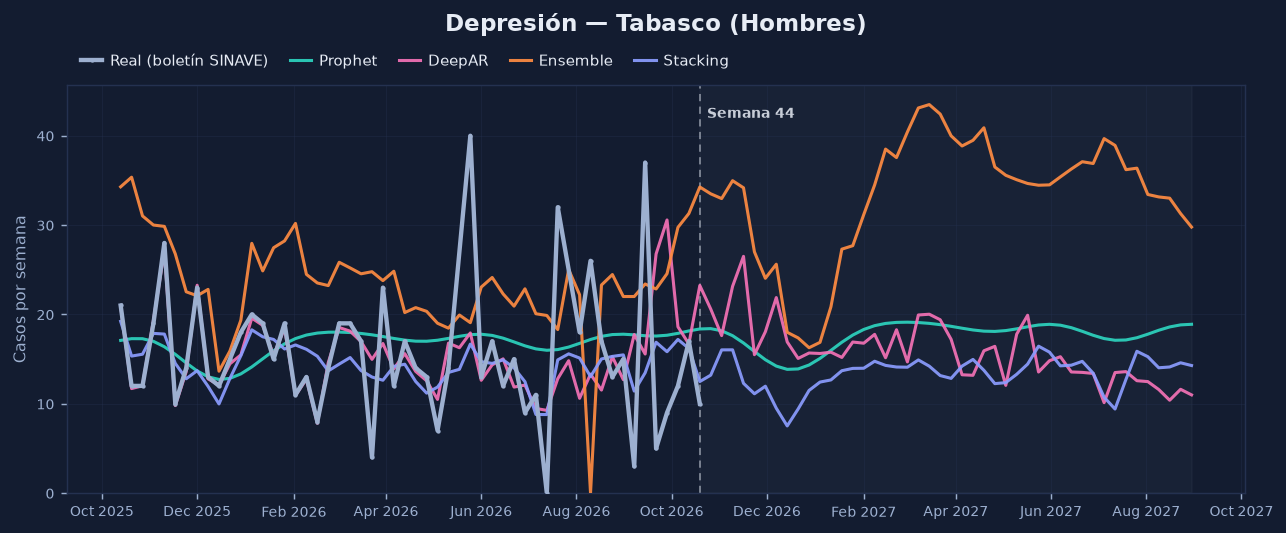 Depresión — Tabasco (Hombres)
Real (boletín SINAVE) Prophet DeepAR Ensemble Stacking
Semana 44
Casos por semana
40
30
20
10
0
Oct 2025 Dec 2025 Feb 2026 Apr 2026 Jun 2026 Aug 2026 Oct 2026 Dec 2026 Feb 2027 Apr 2027 Jun 2027 Aug 2027 Oct 2027